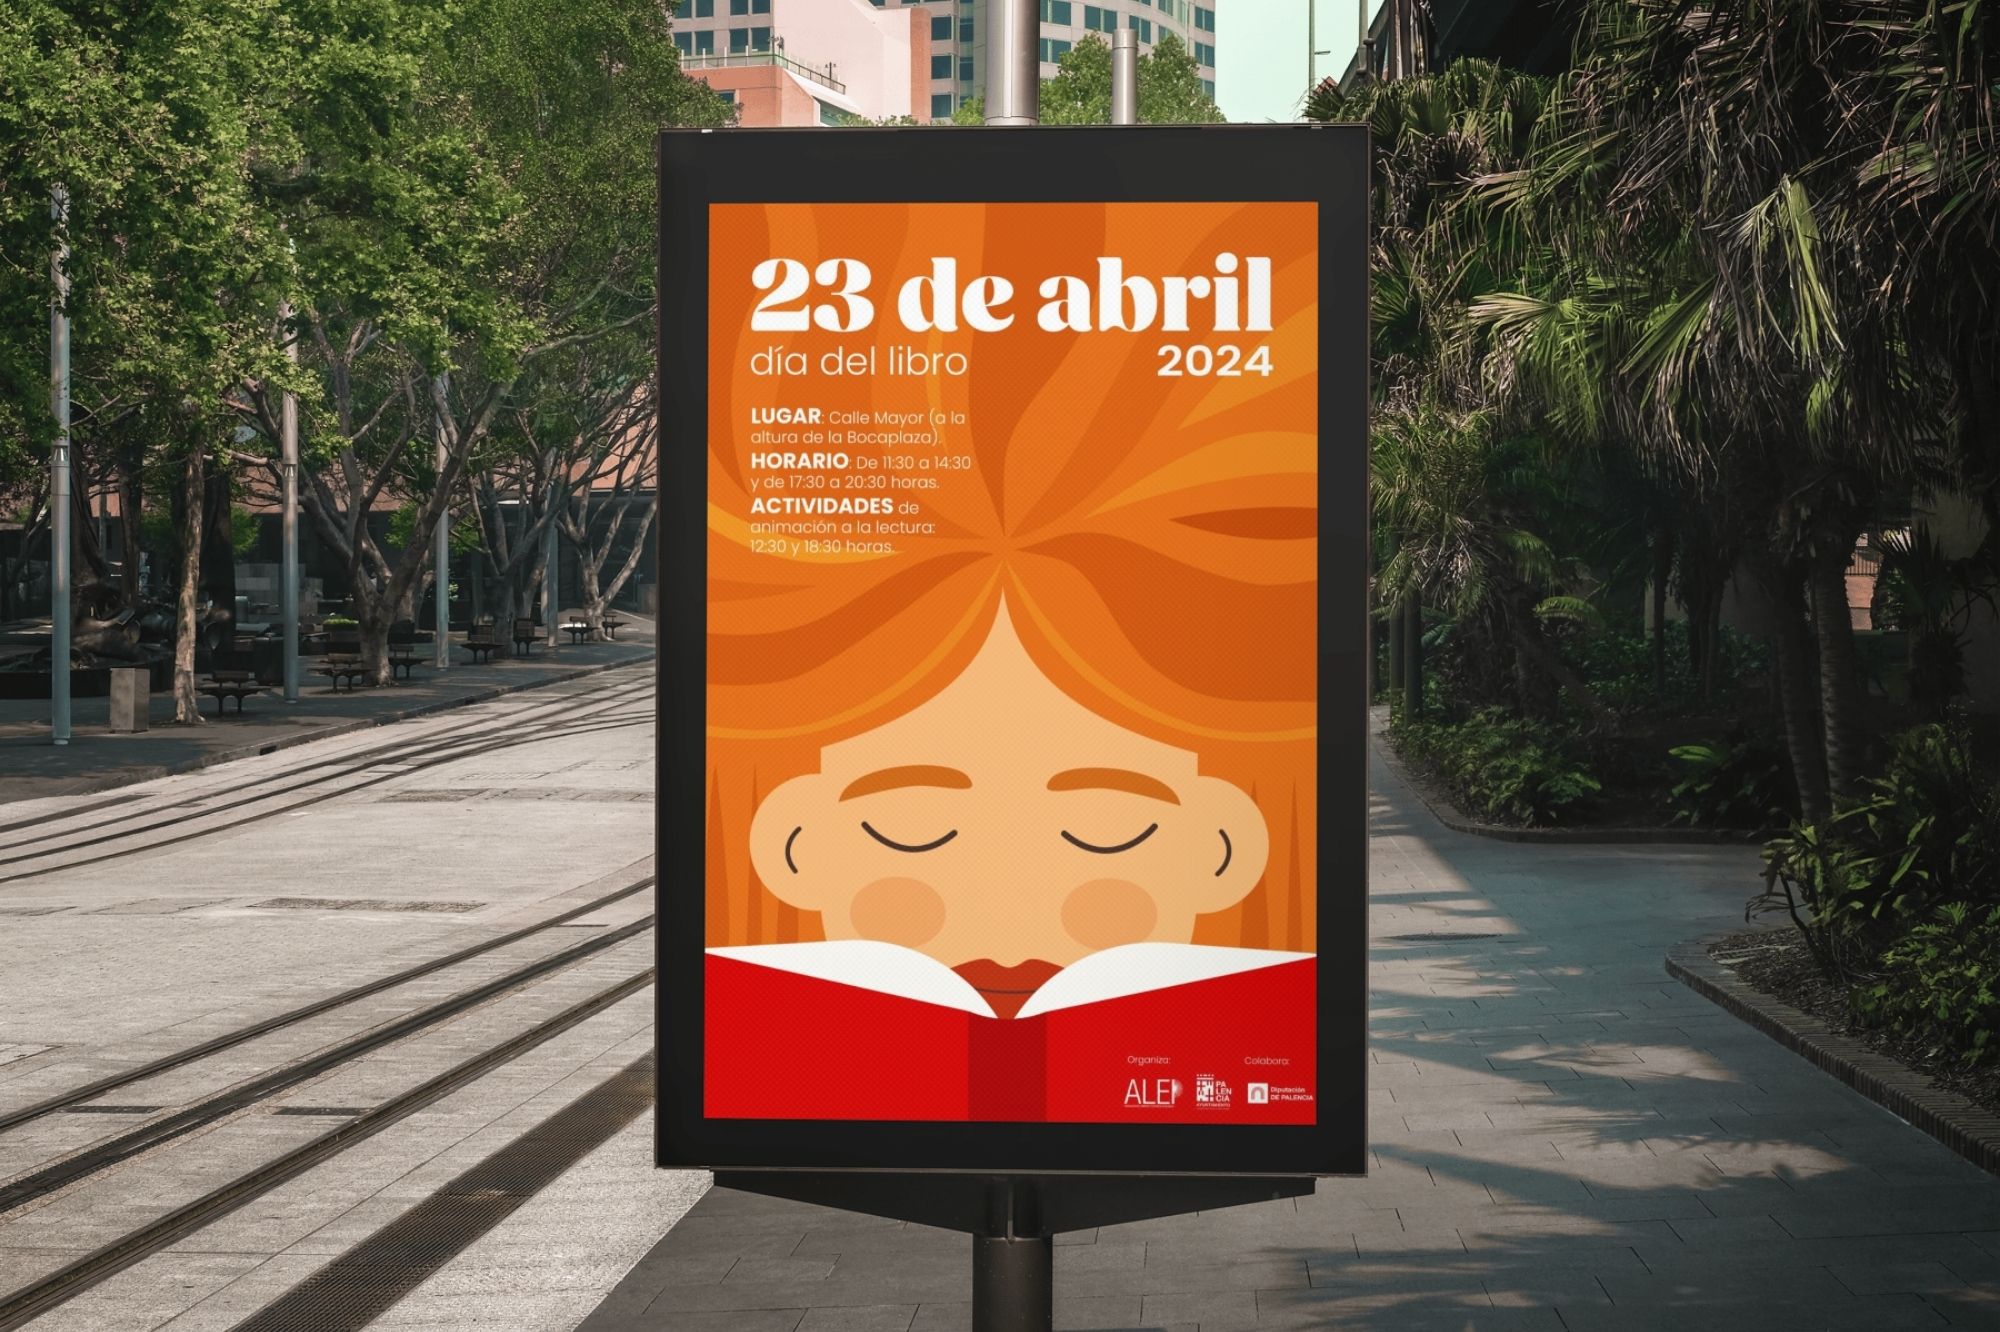 23 de abril
día del libro
2024
LUGAR: Calle Mayor (a la
altura de la Bocaplaza).
HORARIO: De 11:30 a 14:30
y de 17:30 a 20:30 horas.
ACTIVIDADES de
animación a la lectura:
12:30 y 18:30 horas.
Organiza:
Colabora:
ALEP
PA
LEN
CIA
AYUNTAMIENTO
Diputación
DE PALENCIA